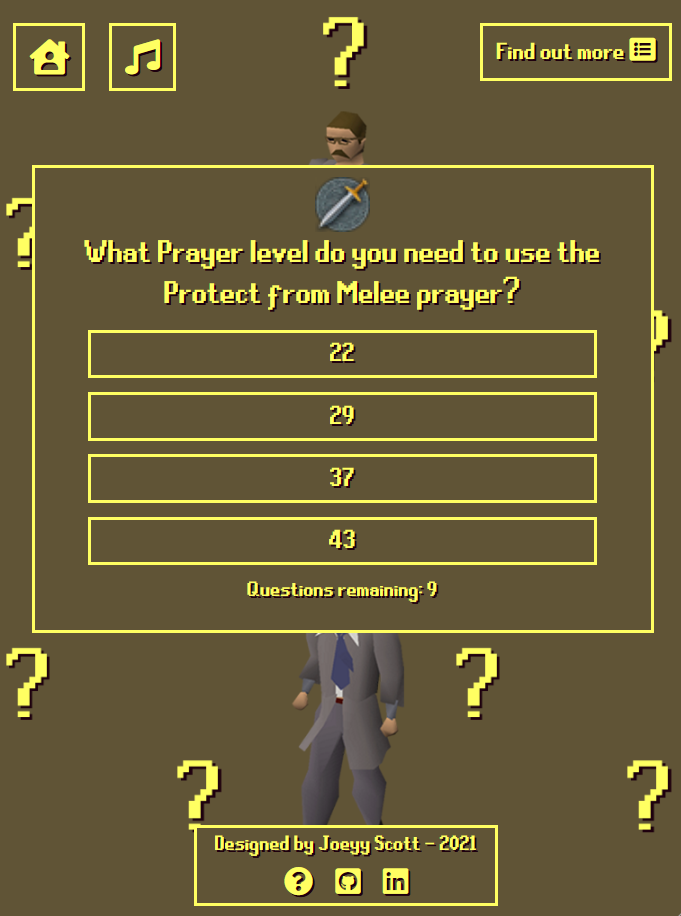 Find out more
What Prayer level do you need to use the
Protect from Melee prayer?
22
29
37
43
Questions remaining: 9
Designed by Joeyy Scott - 2021